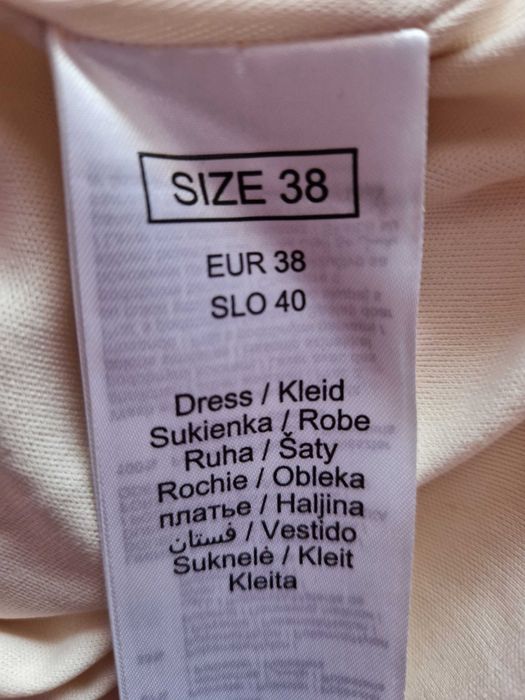 SIZE 38
EUR 38
SLO 40
Dress / Kleid
Sukienka / Robe
Ruha / Šaty
Rochie / Obleka
платье / Haljina
فستان / Vestido
Suknelė / Kleit
Kleita